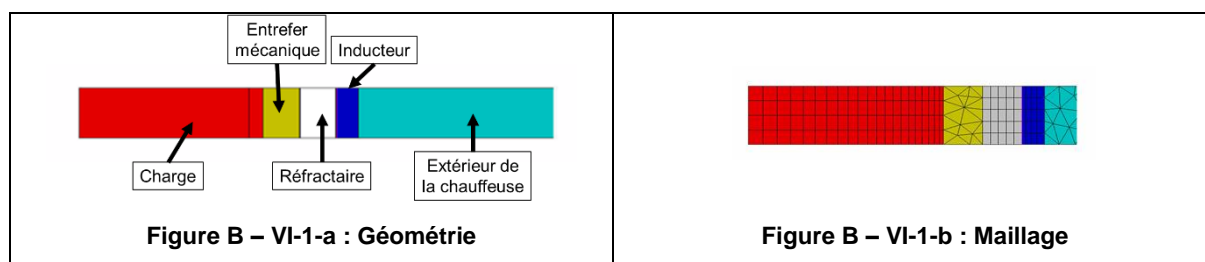 Entrefer
mécanique
Inducteur
Charge
Réfractaire
Extérieur de
la chauffeuse
Figure B – VI-1-a : Géométrie
Figure B – VI-1-b : Maillage